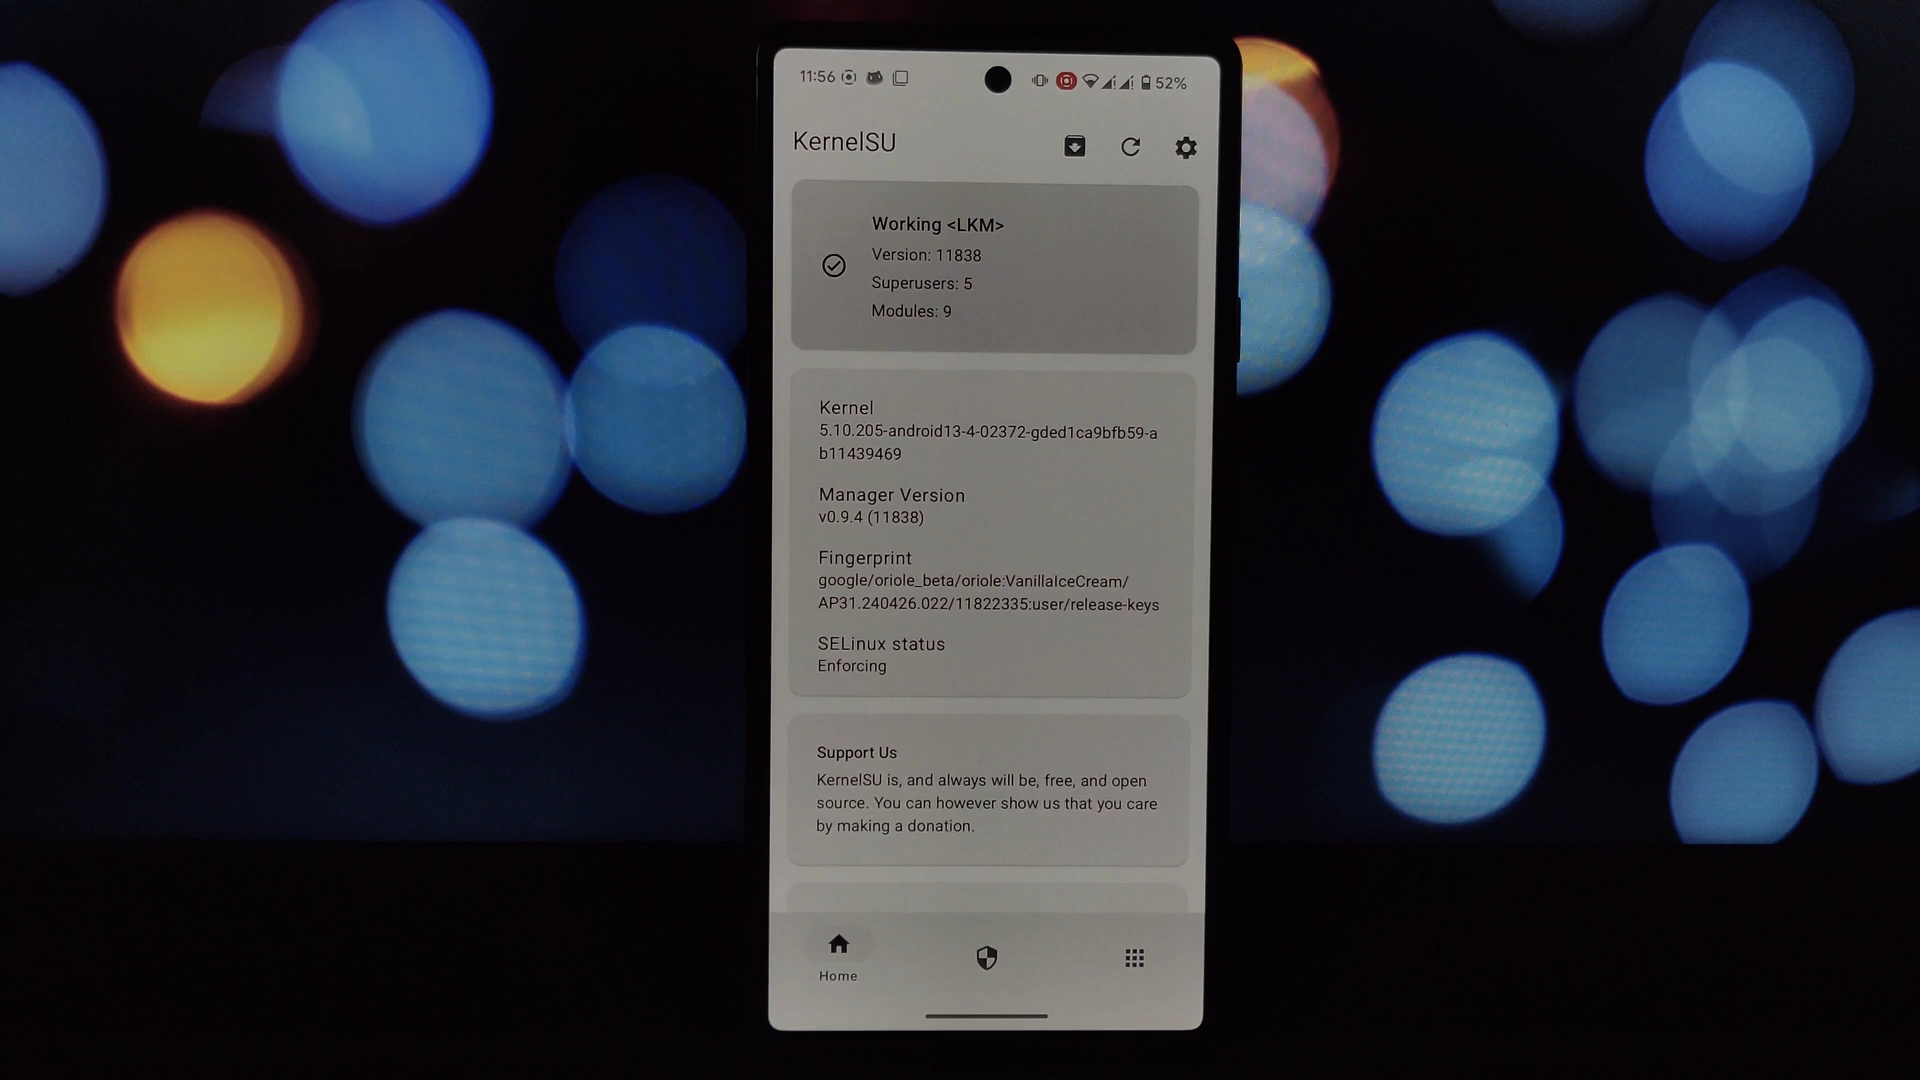 11:56
52%
KernelSU
Working <LKM>
Version: 11838
Superusers: 5
Modules: 9
Kernel
5.10.205-android13-4-02372-gded1ca9bfb59-a
b11439469
Manager Version
v0.9.4 (11838)
Fingerprint
google/oriole_beta/oriole:VanillaIceCream/
AP31.240426.022/11822335:user/release-keys
SELinux status
Enforcing
Support Us
KernelSU is, and always will be, free, and open
source. You can however show us that you care
by making a donation.
Home